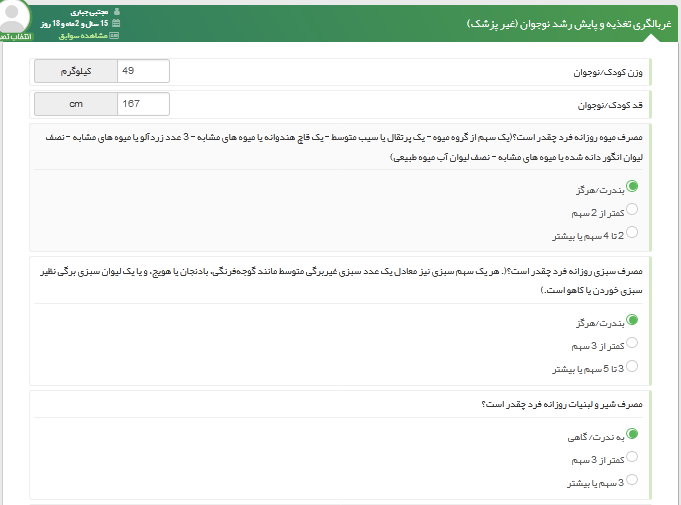 غربالگری تغذیه و پایش رشد نوجوان (غیر پزشک)
مجتبی جباری
15 سال و 2 ماه و 13 روز
مشاهده سوابق
انتخاب
وزن کودک/نوجوان
49
کیلوگرم
قد کودک/نوجوان
167
cm
مصرف میوه روزانه فرد چقدر است؟(یک سهم از گروه میوه - یک پرتقال یا سیب متوسط - یک قاچ هندوانه یا میوه های مشابه - 3 عدد زردآلو یا میوه های مشابه - نصف
لیوان انگور دانه شده یا میوه های مشابه - نصف لیوان آب میوه طبیعی)
بندرت/هرگز
کمتر از 2 سهم
2 تا 4 سهم یا بیشتر
مصرف سبزی روزانه فرد چقدر است؟(. هر یک سهم سبزی نیز معادل یک عدد سبزی غیربرگی متوسط مانند گوجه‌فرنگی، بادنجان یا هویج، و یا یک لیوان سبزی برگی نظیر
سبزی خوردن یا کاهو است.)
بندرت/هرگز
کمتر از 3 سهم
3 تا 5 سهم یا بیشتر
مصرف شیر و لبنیات روزانه فرد چقدر است؟
به ندرت/ گاهی
کمتر از 3 سهم
3 سهم یا بیشتر